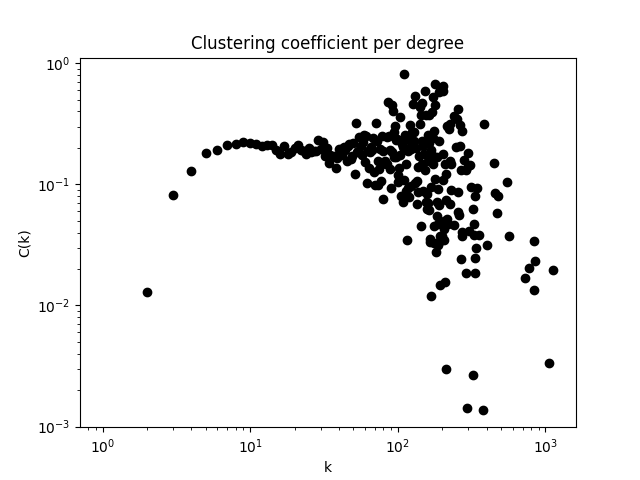 Clustering coefficient per degree
C(k)
10⁰
10⁻¹
10⁻²
10⁻³
10⁰ 10¹ 10² 10³
k